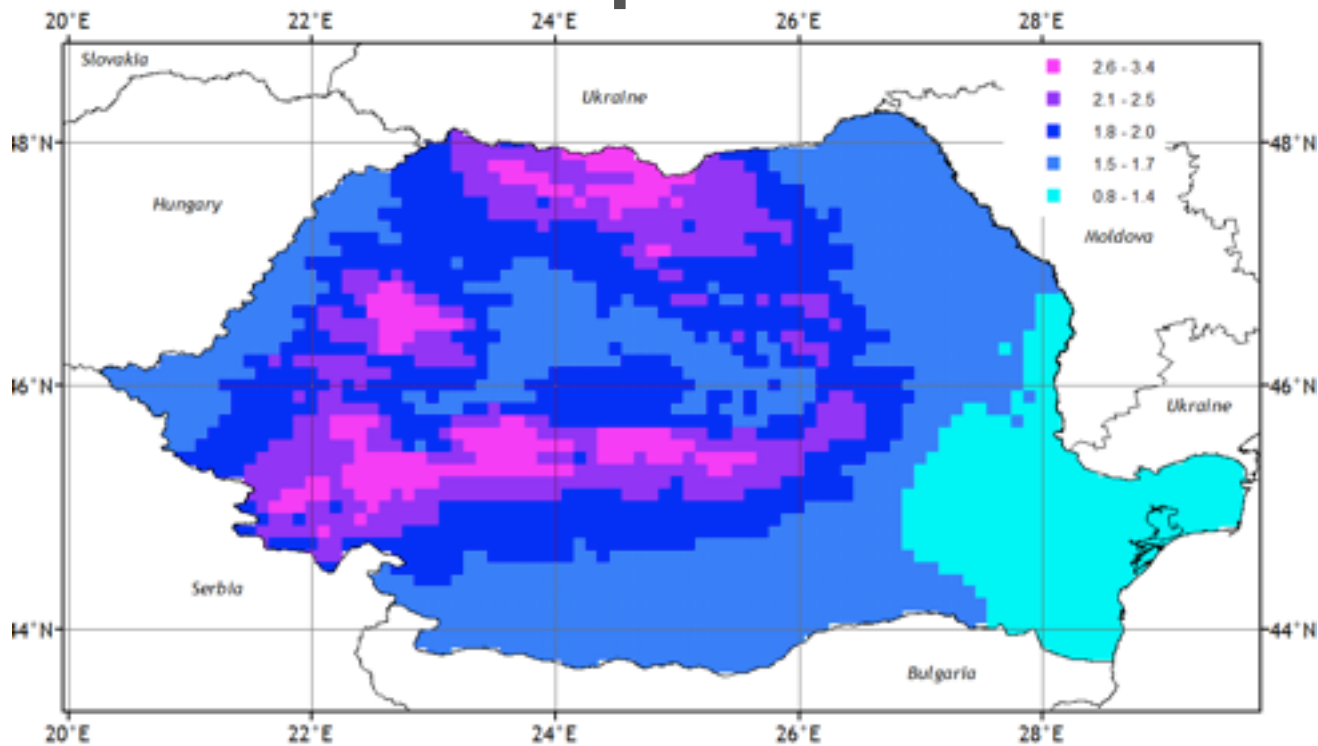 20°E 22°E 24°E 26°E 28°E
Slovakia
2.6 - 3.4
Ukraine
2.1 - 2.5
1.8 - 2.0
48°N 48°N
1.5 - 1.7
0.8 - 1.4
Hungary
Moldova
46°N 46°N
Ukraine
Serbia
44°N 44°N
Bulgaria
20°E 22°E 24°E 26°E 28°E